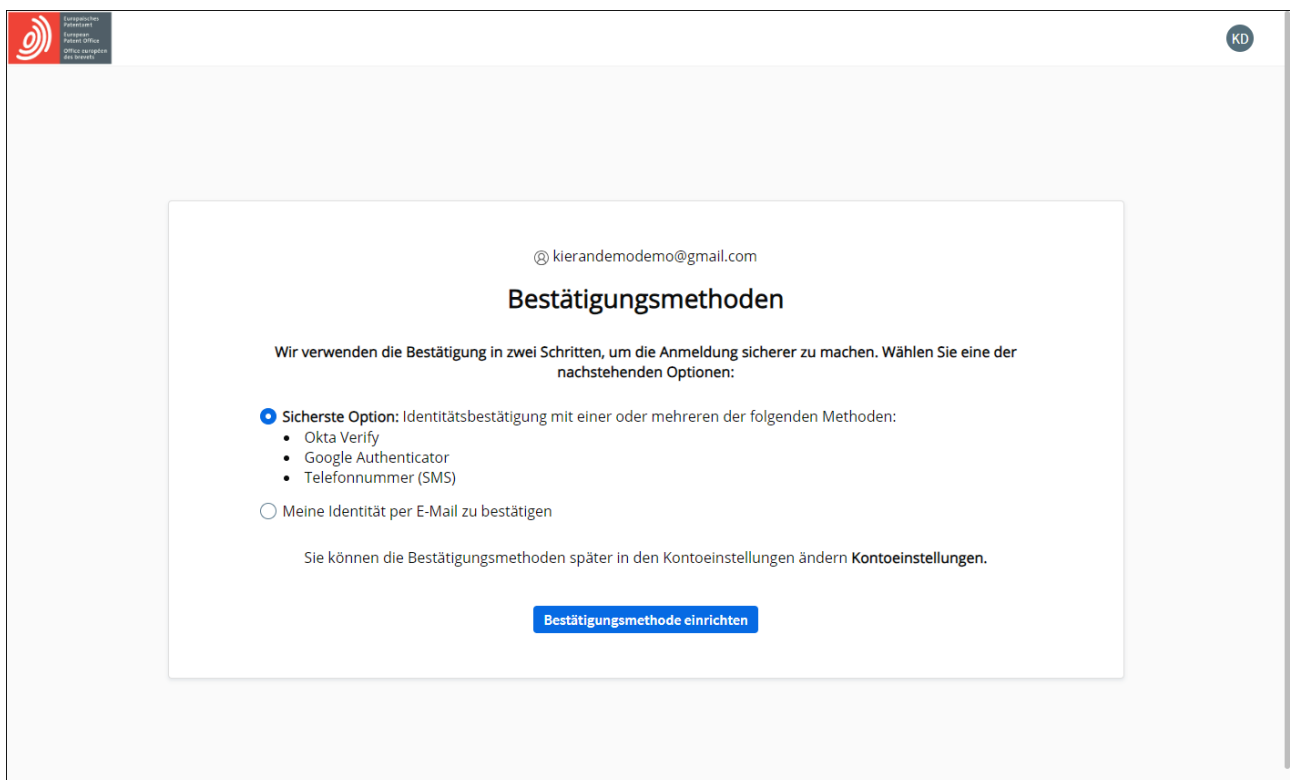 Europäisches
Patentamt
European
Patent Office
Office européen
des brevets
KD
kierandemodemo@gmail.com
Bestätigungsmethoden
Wir verwenden die Bestätigung in zwei Schritten, um die Anmeldung sicherer zu machen. Wählen Sie eine der
nachstehenden Optionen:
Sicherste Option: Identitätsbestätigung mit einer oder mehreren der folgenden Methoden:
• Okta Verify
• Google Authenticator
• Telefonnummer (SMS)
Meine Identität per E-Mail zu bestätigen
Sie können die Bestätigungsmethoden später in den Kontoeinstellungen ändern Kontoeinstellungen.
Bestätigungsmethode einrichten